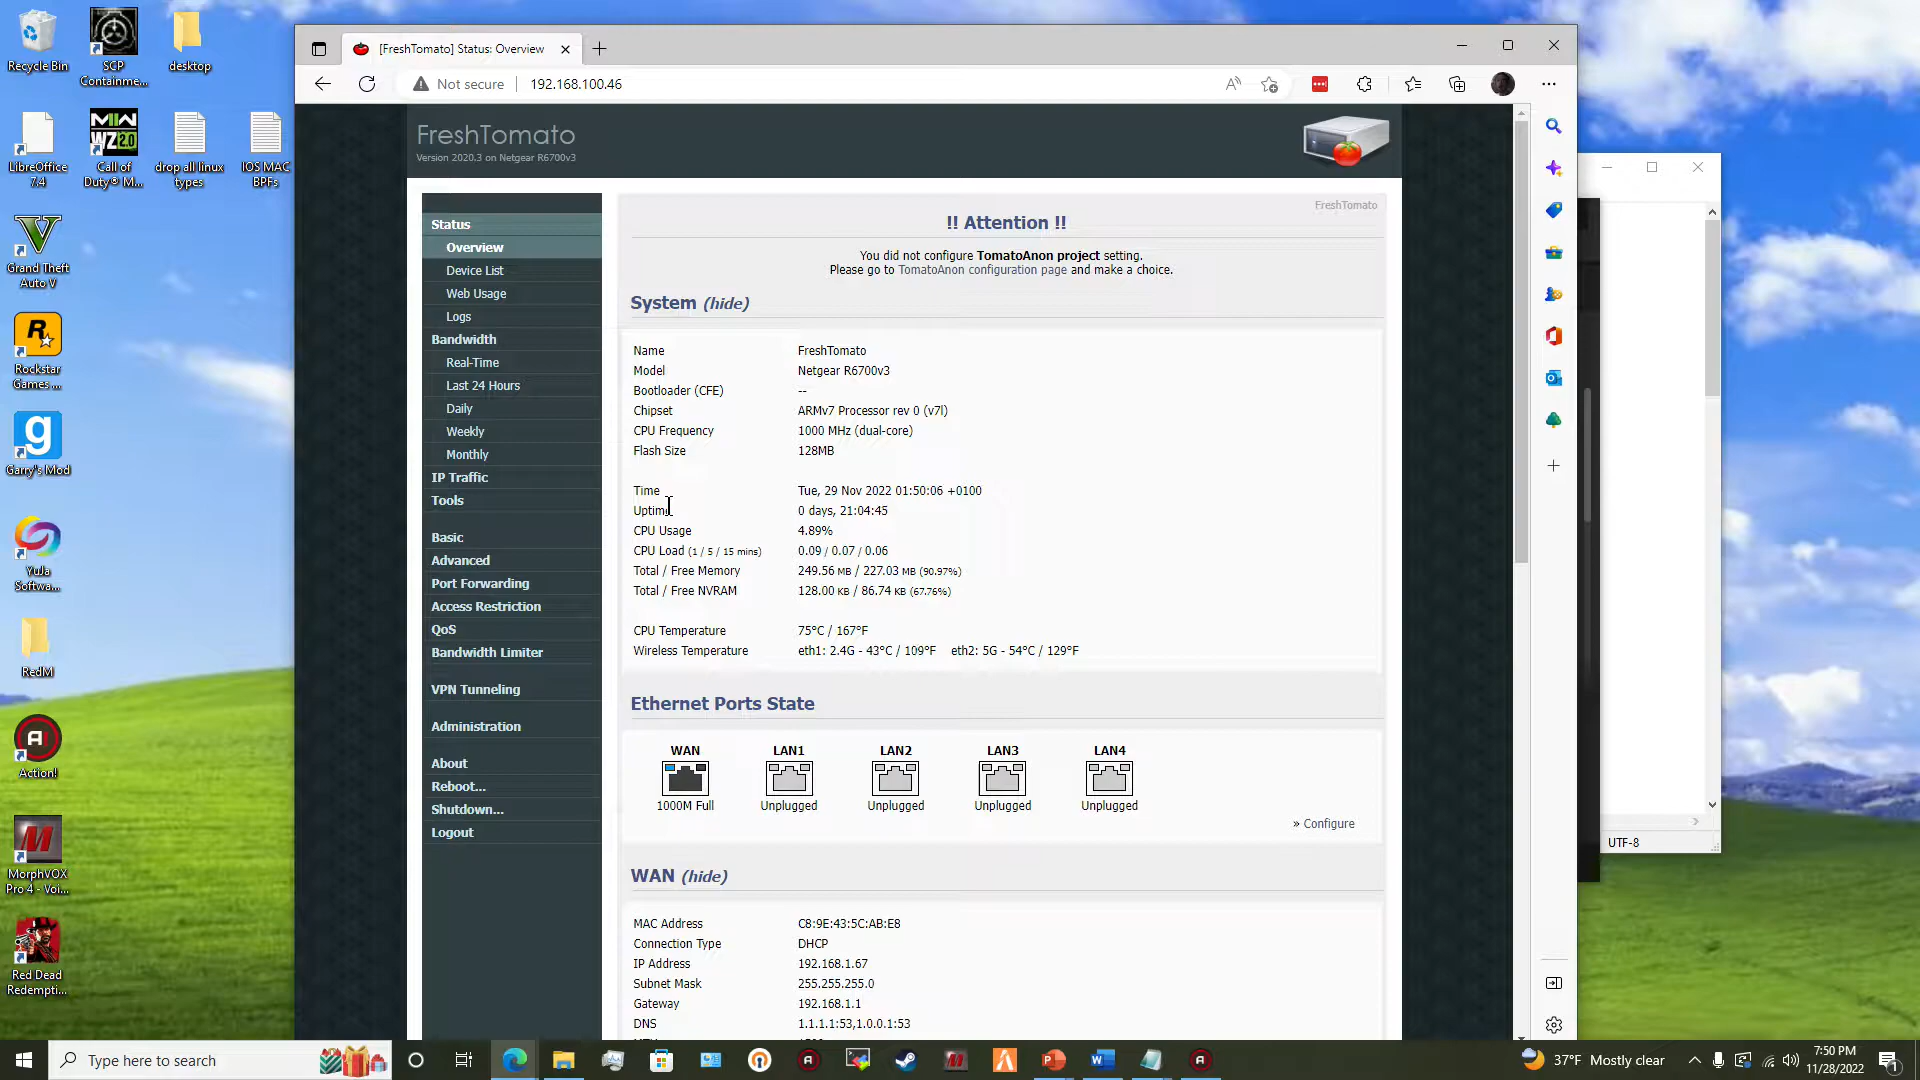 Recycle Bin
SCP
Containme...
desktop
LibreOffice
7.4
MW
WZ2.0
Call of
Duty® M...
drop all linux
types
IOS MAC
BPFs
Grand Theft
Auto V
Rockstar
Games ...
Garry's Mod
YuJa
Softwa...
RedM
Action!
MorphVOX
Pro 4 - Voi...
Red Dead
Redempti...
[FreshTomato] Status: Overview
Not secure
192.168.100.46
FreshTomato
Version 2020.3 on Netgear R6700v3
Status
Overview
Device List
Web Usage
Logs
Bandwidth
Real-Time
Last 24 Hours
Daily
Weekly
Monthly
IP Traffic
Tools
Basic
Advanced
Port Forwarding
Access Restriction
QoS
Bandwidth Limiter
VPN Tunneling
Administration
About
Reboot...
Shutdown...
Logout
FreshTomato
!! Attention !!
You did not configure TomatoAnon project setting.
Please go to TomatoAnon configuration page and make a choice.
System (hide)
Name FreshTomato
Model Netgear R6700v3
Bootloader (CFE) --
Chipset ARMv7 Processor rev 0 (v7l)
CPU Frequency 1000 MHz (dual-core)
Flash Size 128MB
Time Tue, 29 Nov 2022 01:50:06 +0100
Uptime 0 days, 21:04:45
CPU Usage 4.89%
CPU Load (1 / 5 / 15 mins) 0.09 / 0.07 / 0.06
Total / Free Memory 249.56 MB / 227.03 MB (90.97%)
Total / Free NVRAM 128.00 KB / 86.74 KB (67.76%)
CPU Temperature 75°C / 167°F
Wireless Temperature eth1: 2.4G - 43°C / 109°F eth2: 5G - 54°C / 129°F
Ethernet Ports State
WAN LAN1 LAN2 LAN3 LAN4
1000M Full Unplugged Unplugged Unplugged Unplugged
» Configure
WAN (hide)
MAC Address C8:9E:43:5C:AB:E8
Connection Type DHCP
IP Address 192.168.1.67
Subnet Mask 255.255.255.0
Gateway 192.168.1.1
DNS 1.1.1.1:53,1.0.0.1:53
UTF-8
Type here to search
37°F Mostly clear
7:50 PM
11/28/2022
1